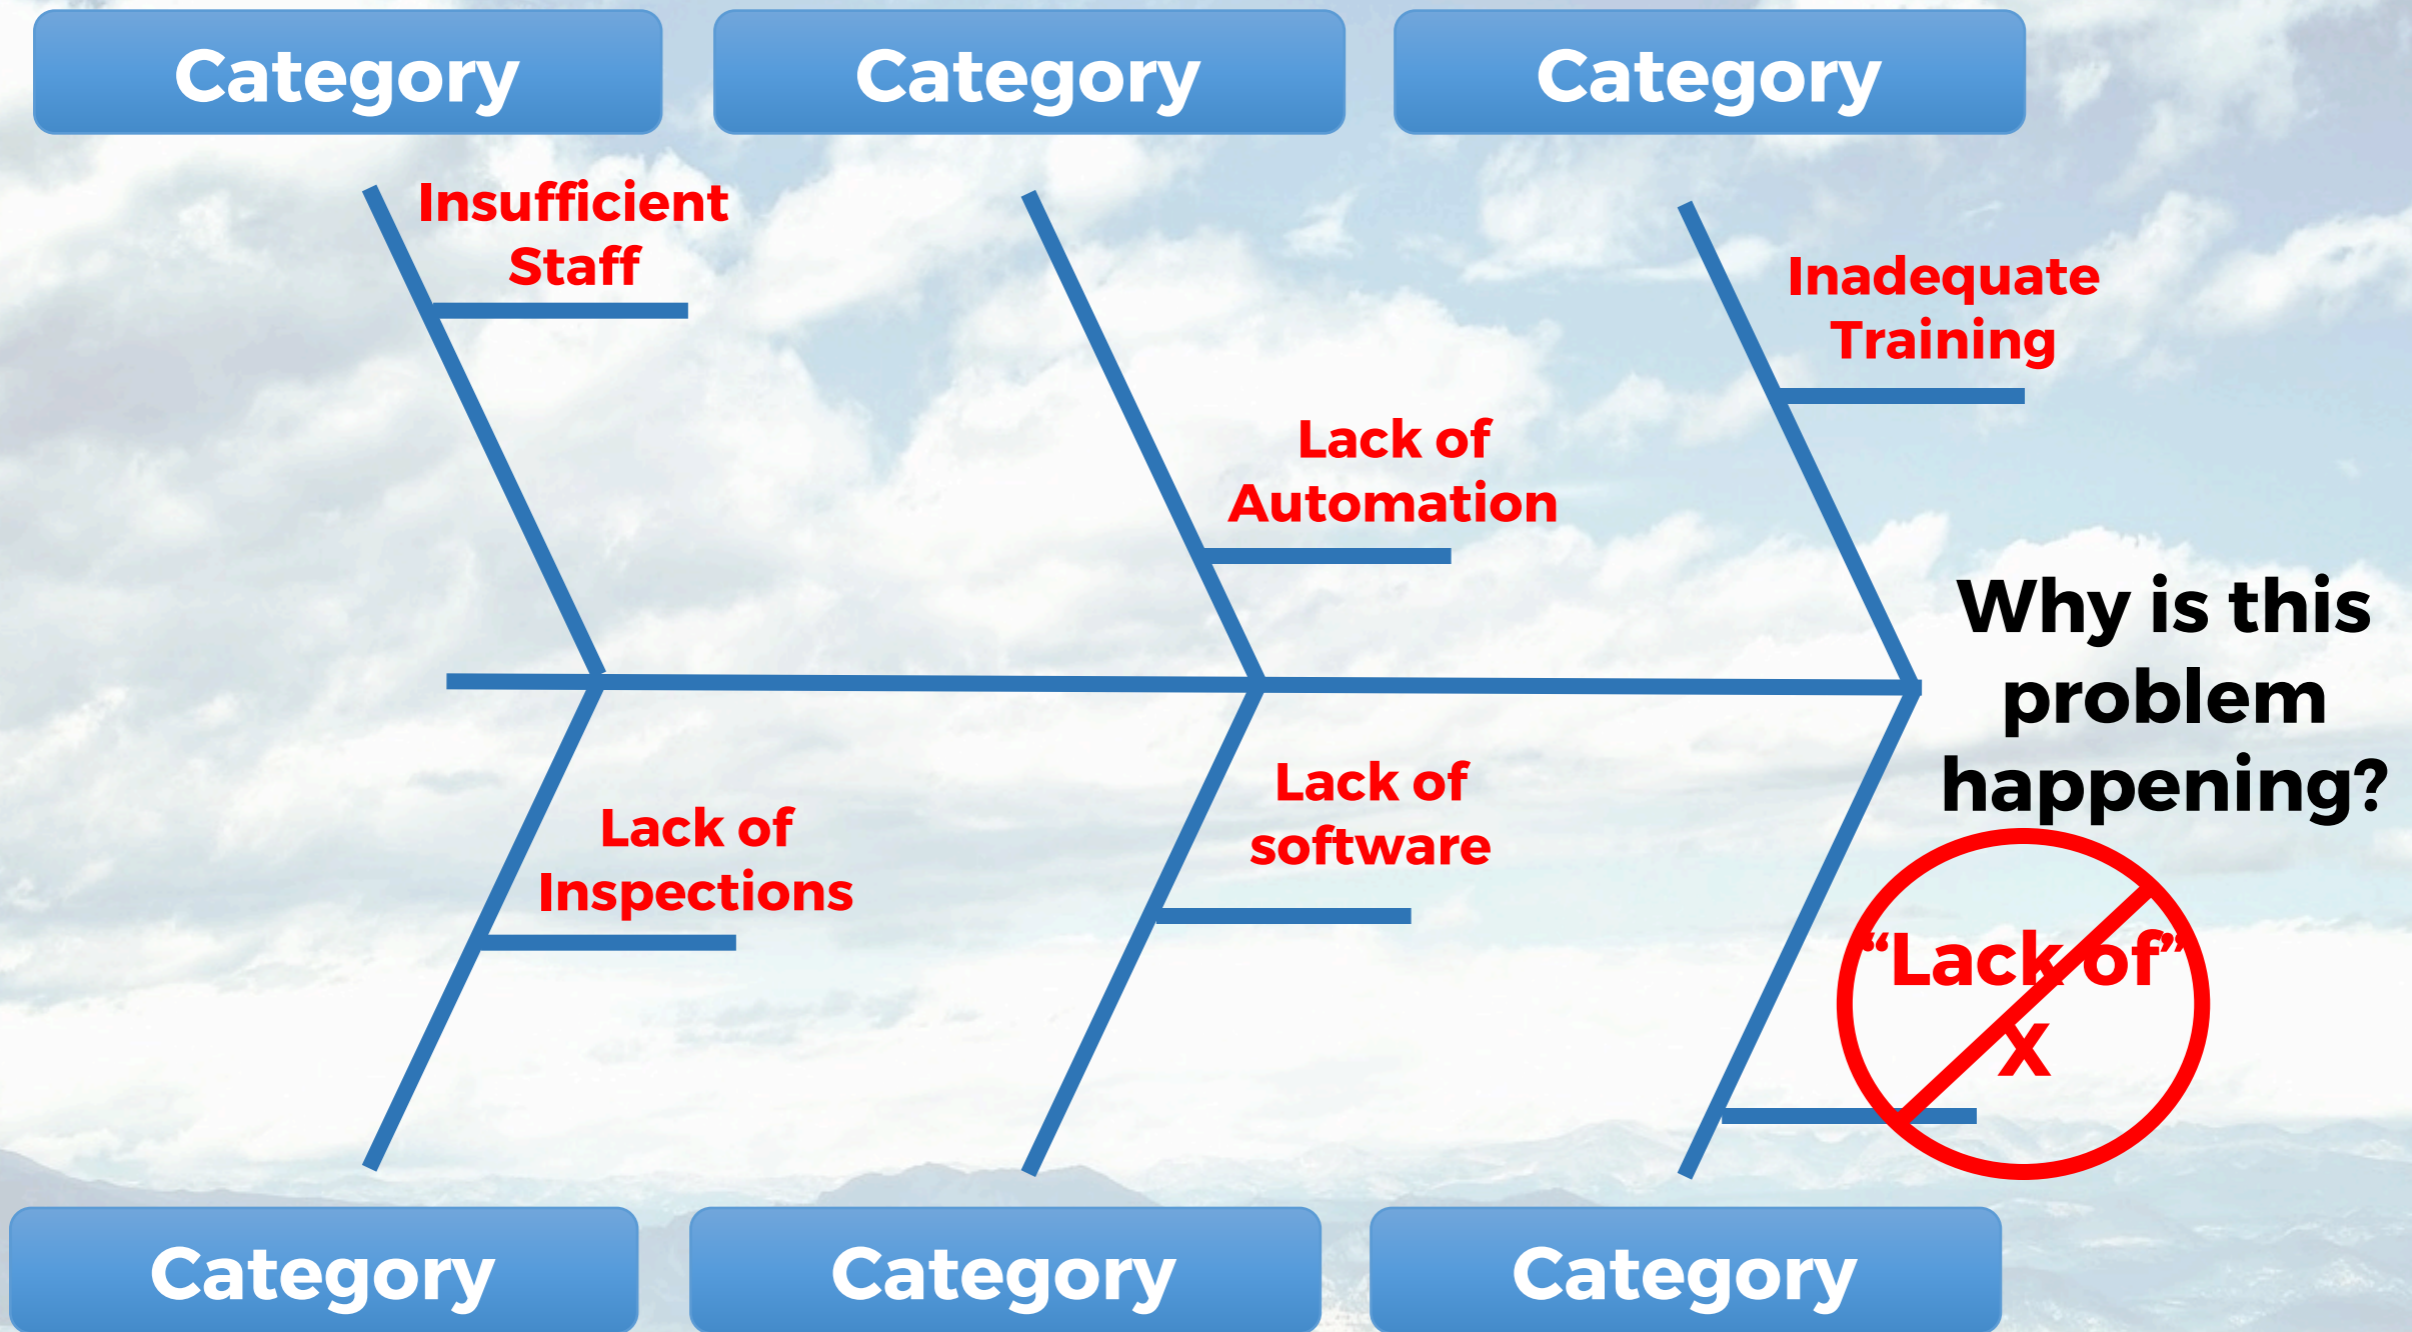 Category
Category
Category
Insufficient
Staff
Inadequate
Training
Lack of
Automation
Why is this
problem
happening?
Lack of
Inspections
Lack of
software
“Lack of”
x
Category
Category
Category